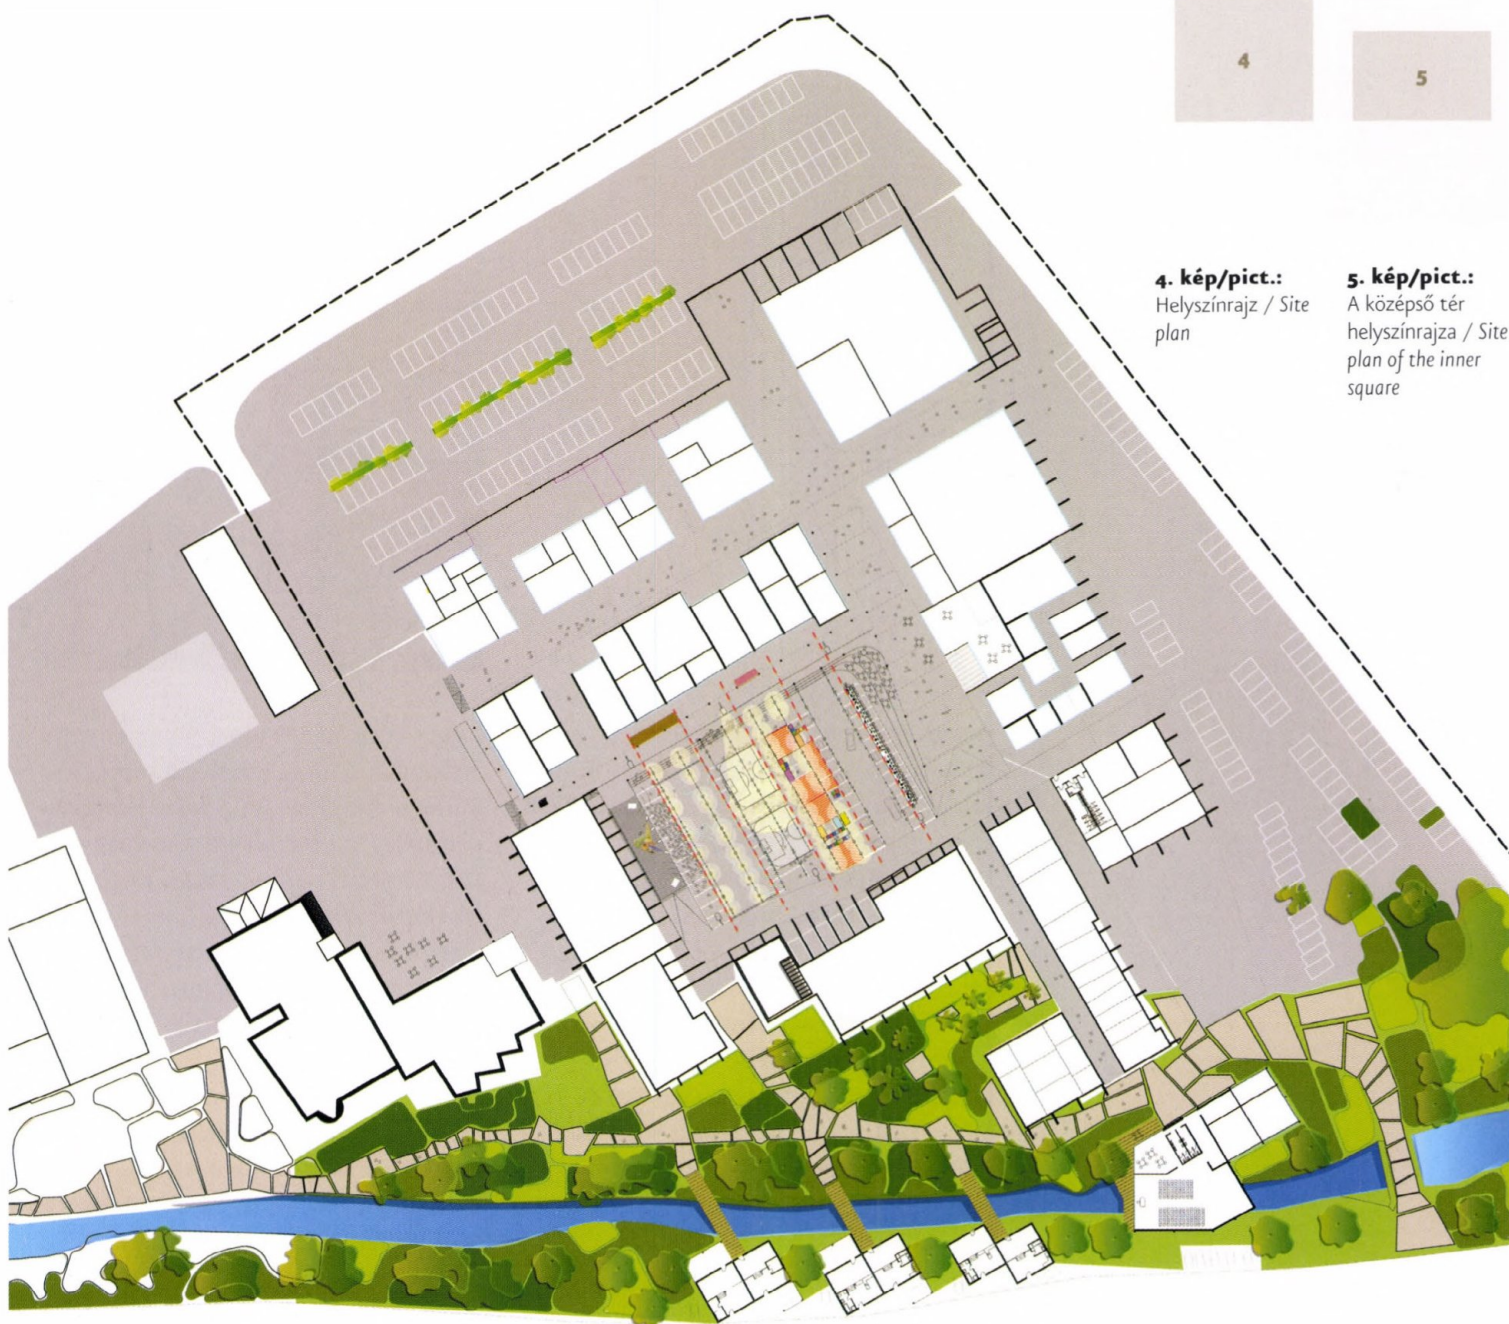 4
5
4. kép/pict.:
Helyszínrajz / Site
plan
5. kép/pict.:
A középső tér
helyszínrajza / Site
plan of the inner
square